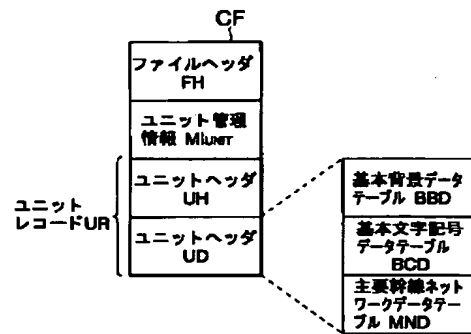 CF
ファイルヘッダ
FH
ユニット管理
情報 MIUNIT
ユニットヘッダ
UH
ユニットヘッダ
UD
ユニット
レコードUR
基本背景データ
テーブル BBD
基本文字記号
データテーブル
BCD
主要幹線ネット
ワークデータテー
ブル MND